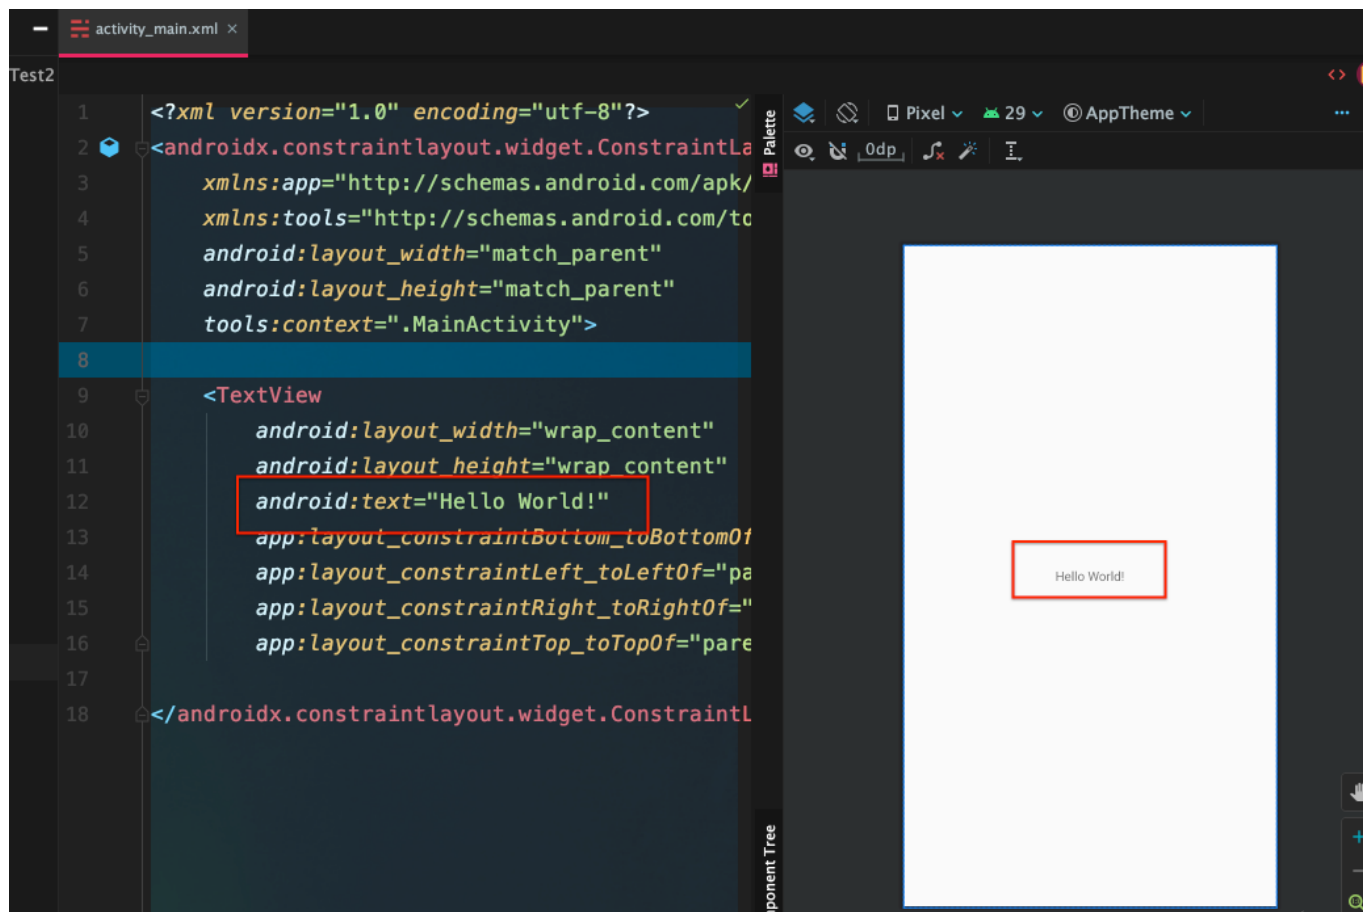 activity_main.xml ×
Test2
Pixel 29 AppTheme
0dp
Palette
1 <?xml version="1.0" encoding="utf-8"?>
2 <androidx.constraintlayout.widget.ConstraintLa
3 xmlns:app="http://schemas.android.com/apk/
4 xmlns:tools="http://schemas.android.com/to
5 android:layout_width="match_parent"
6 android:layout_height="match_parent"
7 tools:context=".MainActivity">
8
9 <TextView
10 android:layout_width="wrap_content"
11 android:layout_height="wrap_content"
12 android:text="Hello World!"
13 app:layout_constraintBottom_toBottomOf
14 app:layout_constraintLeft_toLeftOf="pa
15 app:layout_constraintRight_toRightOf="
16 app:layout_constraintTop_toTopOf="pare
17
18 </androidx.constraintlayout.widget.ConstraintL
Hello World!
ponent Tree